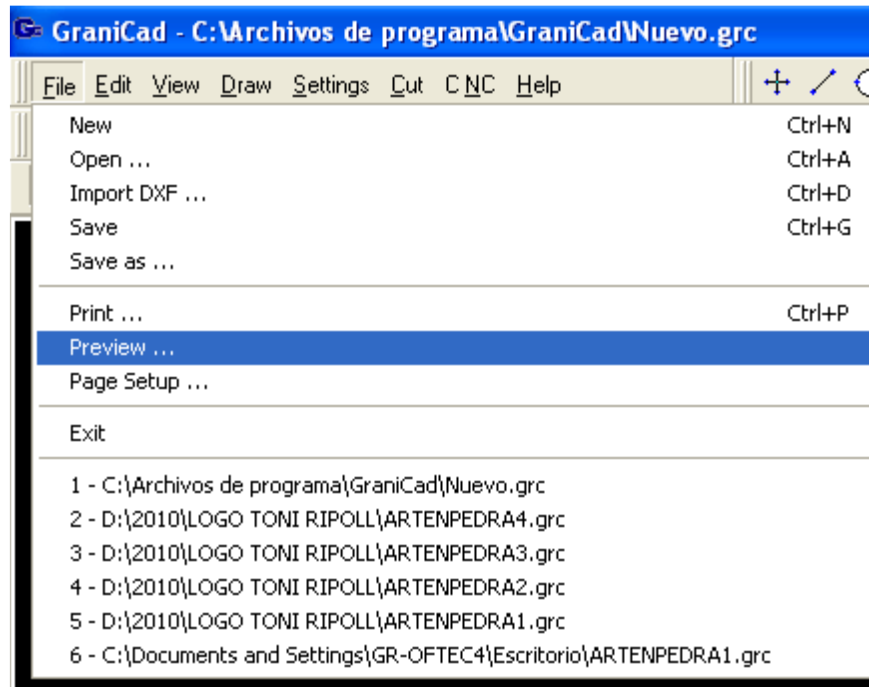 GraniCad - C:\Archivos de programa\GraniCad\Nuevo.grc
File Edit View Draw Settings Cut C NC Help
New Ctrl+N
Open ... Ctrl+A
Import DXF ... Ctrl+D
Save Ctrl+G
Save as ...
Print ... Ctrl+P
Preview ...
Page Setup ...
Exit
1 - C:\Archivos de programa\GraniCad\Nuevo.grc
2 - D:\2010\LOGO TONI RIPOLL\ARTENPEDRA4.grc
3 - D:\2010\LOGO TONI RIPOLL\ARTENPEDRA3.grc
4 - D:\2010\LOGO TONI RIPOLL\ARTENPEDRA2.grc
5 - D:\2010\LOGO TONI RIPOLL\ARTENPEDRA1.grc
6 - C:\Documents and Settings\GR-OFTEC4\Escritorio\ARTENPEDRA1.grc